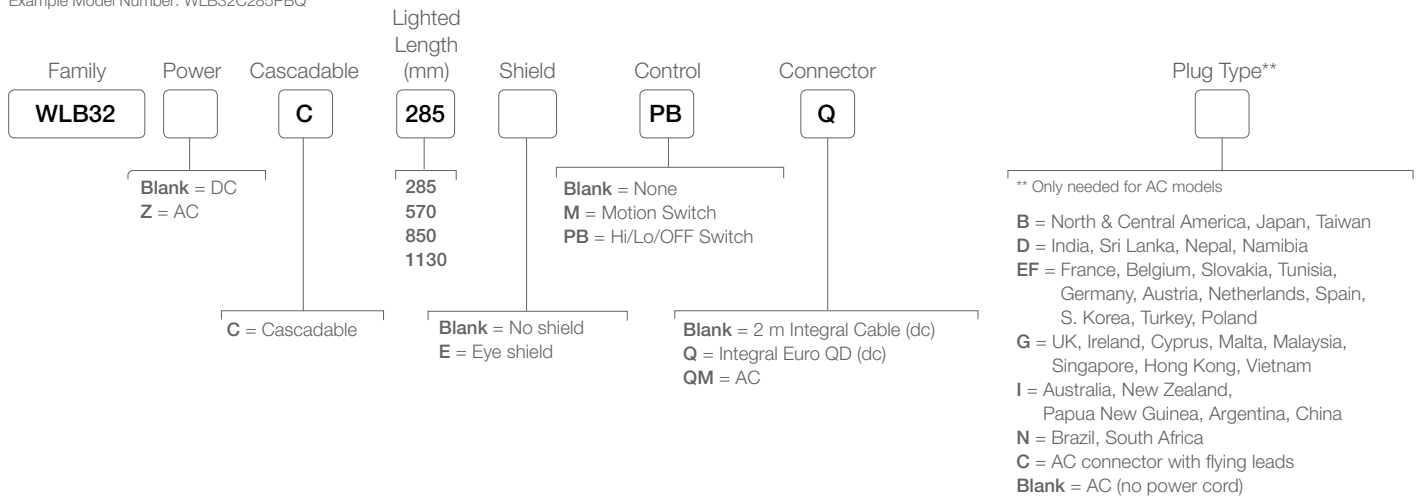 Example Model Number: WLB32C285PBQ
Family
Power
Cascadable
Lighted
Length
(mm)
Shield
Control
Connector
Plug Type**
WLB32
C
285
PB
Q
Blank = DC
Z = AC
C = Cascadable
285
570
850
1130
Blank = No shield
E = Eye shield
Blank = None
M = Motion Switch
PB = Hi/Lo/OFF Switch
Blank = 2 m Integral Cable (dc)
Q = Integral Euro QD (dc)
QM = AC
** Only needed for AC models
B = North & Central America, Japan, Taiwan
D = India, Sri Lanka, Nepal, Namibia
EF = France, Belgium, Slovakia, Tunisia,
Germany, Austria, Netherlands, Spain,
S. Korea, Turkey, Poland
G = UK, Ireland, Cyprus, Malta, Malaysia,
Singapore, Hong Kong, Vietnam
I = Australia, New Zealand,
Papua New Guinea, Argentina, China
N = Brazil, South Africa
C = AC connector with flying leads
Blank = AC (no power cord)